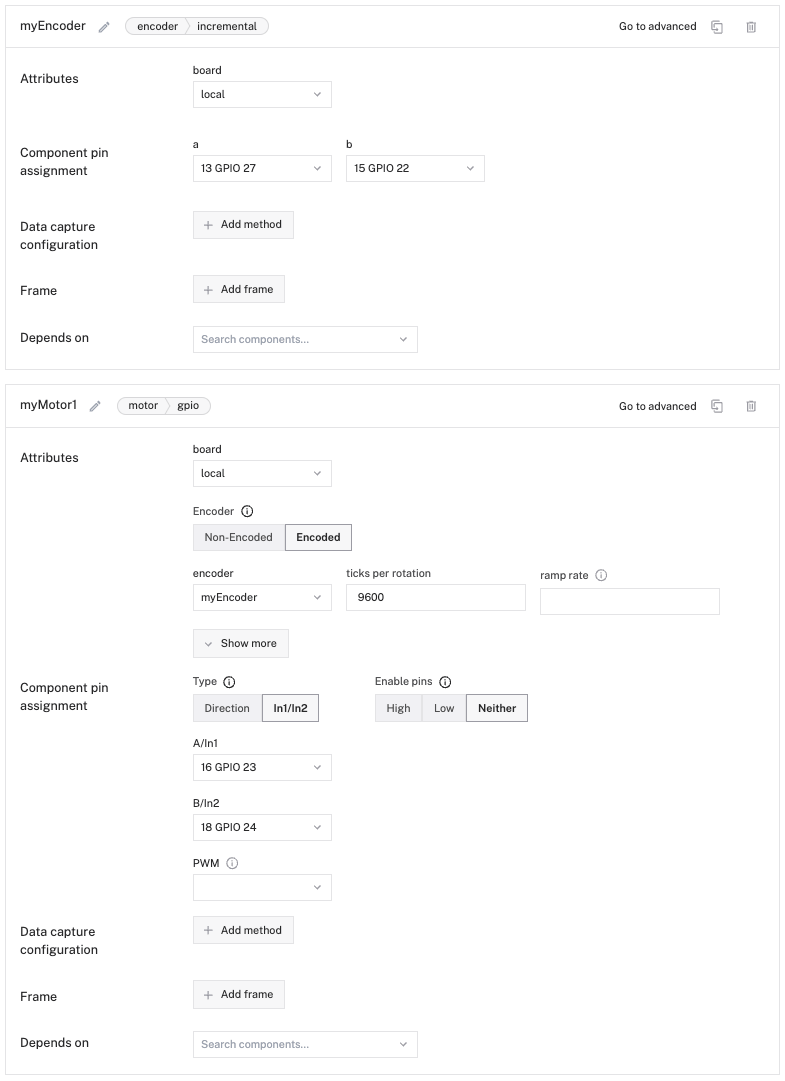 myEncoder encoder incremental Go to advanced
Attributes
board
local
Component pin
assignment
a b
13 GPIO 27 15 GPIO 22
Data capture
configuration
Add method
Frame
Add frame
Depends on
Search components...
myMotor1 motor gpio Go to advanced
Attributes
board
local
Encoder
Non-Encoded Encoded
encoder ticks per rotation ramp rate
myEncoder 9600
Show more
Component pin
assignment
Type Enable pins
Direction In1/In2 High Low Neither
A/In1
16 GPIO 23
B/In2
18 GPIO 24
PWM
Data capture
configuration
Add method
Frame
Add frame
Depends on
Search components...